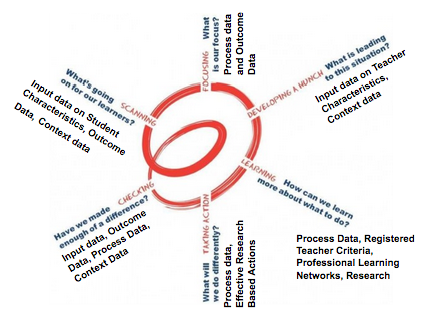 What
is our focus?
FOCUSING
Process data
and Outcome
Data
What is leading
to this situation?
DEVELOPING A HUNCH
Input data on Teacher
Characteristics,
Context data
How can we learn
more about what to do?
LEARNING
Process Data, Registered
Teacher Criteria,
Professional Learning
Networks, Research
What will
we do differently?
TAKING ACTION
Process data,
Effective Research
Based Actions
Have we made
enough of a difference?
CHECKING
Input data, Outcome
Data, Process Data,
Context Data
What's going
on for our learners?
SCANNING
Input data on Student
Characteristics, Outcome
Data, Context data